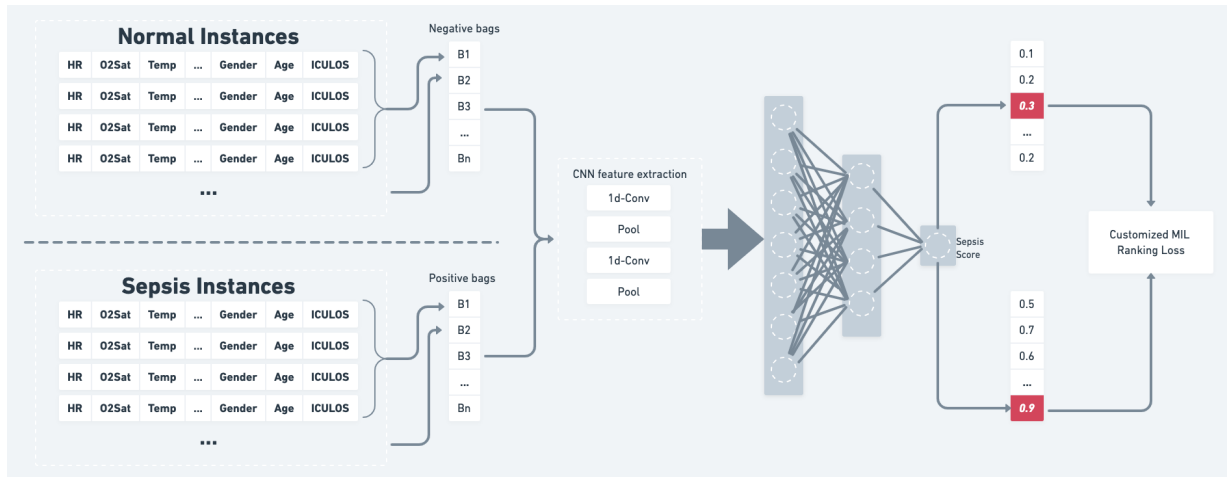 Normal Instances
HR O2Sat Temp ... Gender Age ICULOS
HR O2Sat Temp ... Gender Age ICULOS
HR O2Sat Temp ... Gender Age ICULOS
HR O2Sat Temp ... Gender Age ICULOS
...
Negative bags
B1
B2
B3
...
Bn
Sepsis Instances
HR O2Sat Temp ... Gender Age ICULOS
HR O2Sat Temp ... Gender Age ICULOS
HR O2Sat Temp ... Gender Age ICULOS
HR O2Sat Temp ... Gender Age ICULOS
...
Positive bags
B1
B2
B3
...
Bn
CNN feature extraction
1d-Conv
Pool
1d-Conv
Pool
Sepsis
Score
0.1
0.2
0.3
...
0.2
0.5
0.7
0.6
...
0.9
Customized MIL
Ranking Loss